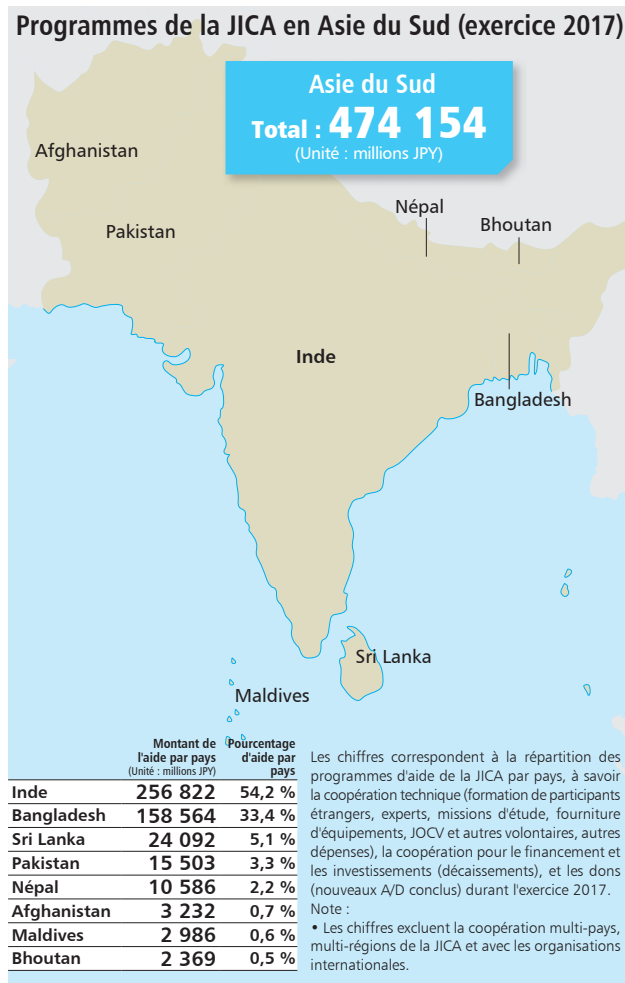 Programmes de la JICA en Asie du Sud (exercice 2017)
Asie du Sud
Total : 474 154
(Unité : millions JPY)
Afghanistan
Pakistan
Népal
Bhoutan
Inde
Bangladesh
Sri Lanka
Maldives
Montant de l'aide par pays (Unité : millions JPY) Pourcentage d'aide par pays
Inde 256 822 54,2 %
Bangladesh 158 564 33,4 %
Sri Lanka 24 092 5,1 %
Pakistan 15 503 3,3 %
Népal 10 586 2,2 %
Afghanistan 3 232 0,7 %
Maldives 2 986 0,6 %
Bhoutan 2 369 0,5 %
Les chiffres correspondent à la répartition des
programmes d'aide de la JICA par pays, à savoir
la coopération technique (formation de participants
étrangers, experts, missions d'étude, fourniture
d'équipements, JOCV et autres volontaires, autres
dépenses), la coopération pour le financement et
les investissements (décaissements), et les dons
(nouveaux A/D conclus) durant l'exercice 2017.
Note :
• Les chiffres excluent la coopération multi-pays,
multi-régions de la JICA et avec les organisations
internationales.